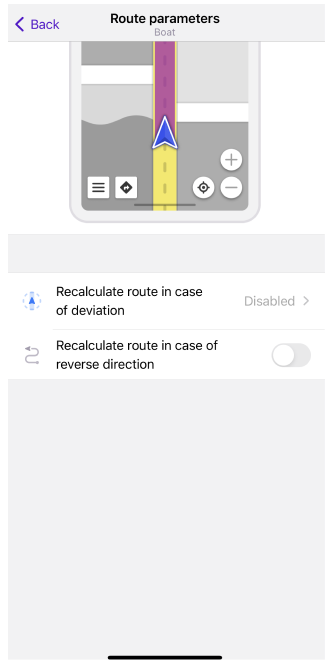 Back
Route parameters
Boat
Recalculate route in case
of deviation
Disabled
Recalculate route in case of
reverse direction